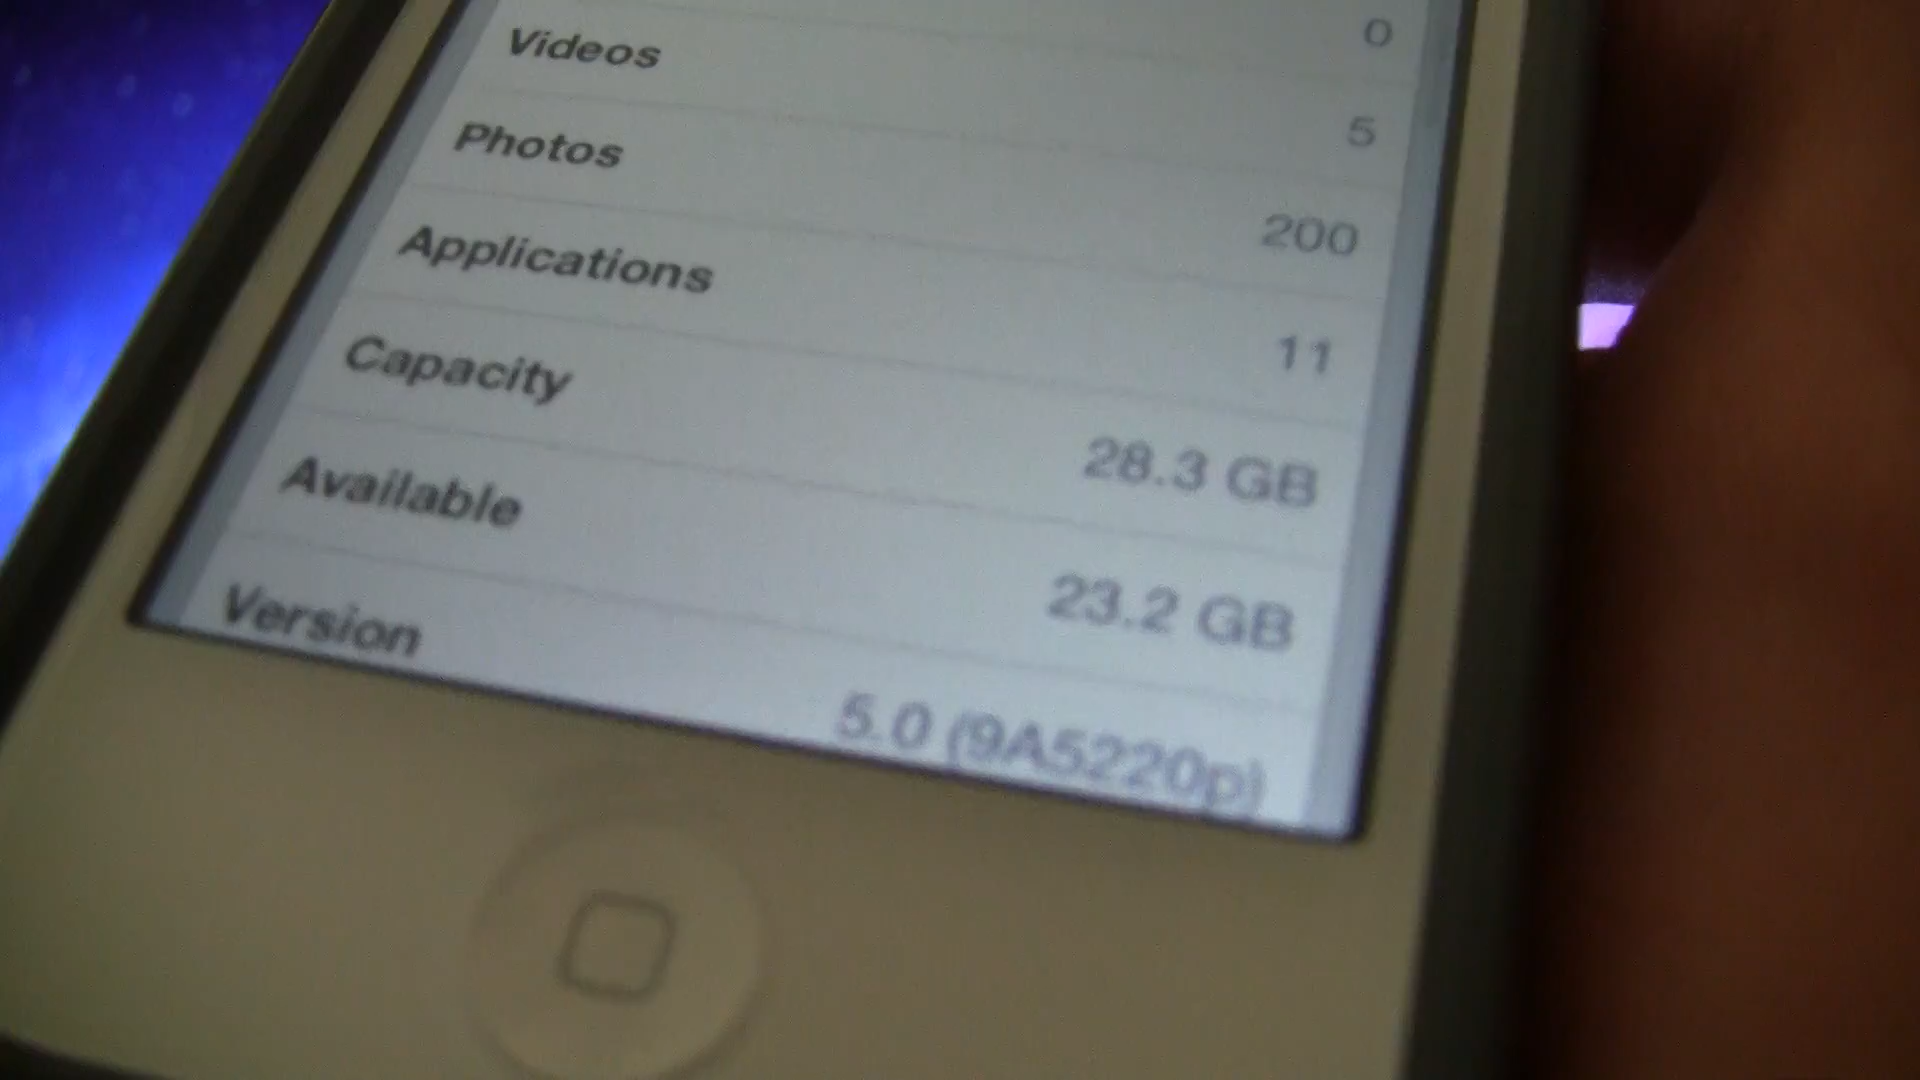 0
Videos 5
Photos 200
Applications 11
Capacity 28.3 GB
Available 23.2 GB
Version 5.0 (9A5220p)